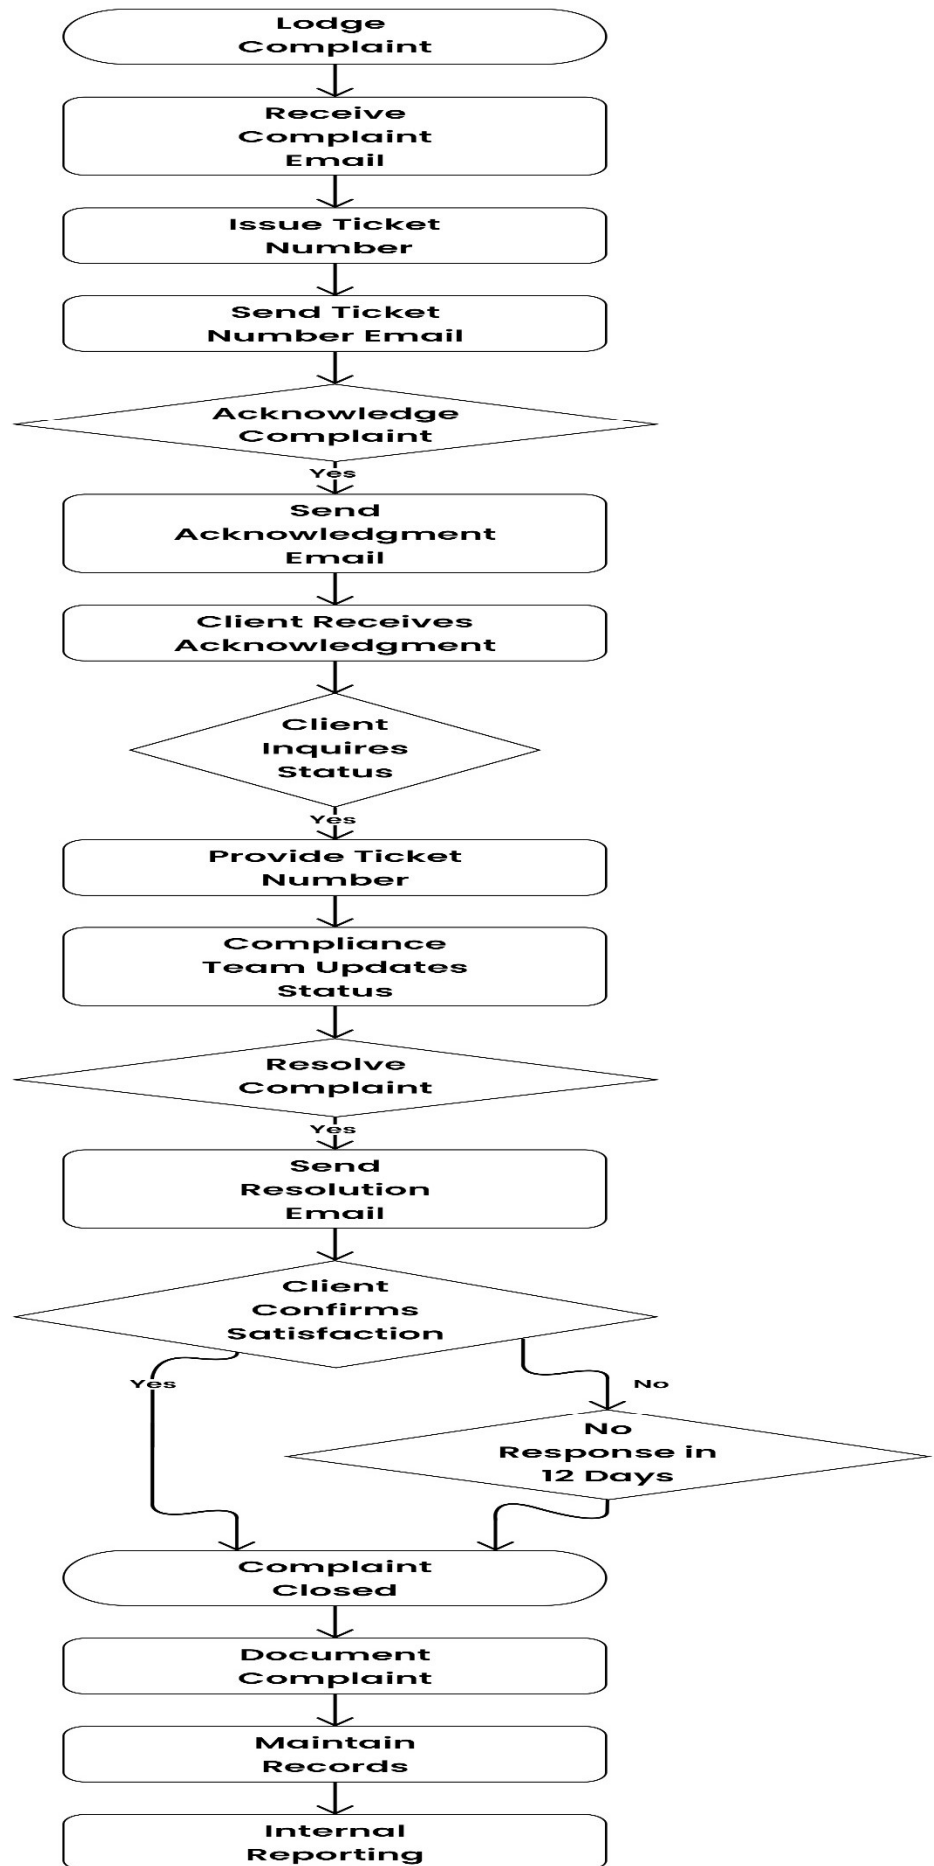 Lodge
Complaint
Receive
Complaint
Email
Issue Ticket
Number
Send Ticket
Number Email
Acknowledge
Complaint
Yes
Send
Acknowledgment
Email
Client Receives
Acknowledgment
Client
Inquires
Status
Yes
Provide Ticket
Number
Compliance
Team Updates
Status
Resolve
Complaint
Yes
Send
Resolution
Email
Client
Confirms
Satisfaction
Yes
No
No
Response in
12 Days
Complaint
Closed
Document
Complaint
Maintain
Records
Internal
Reporting